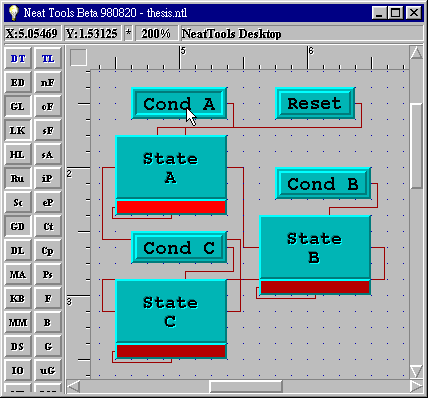 Neat Tools Beta 980820 - thesis.ntl
X:5.05469 Y:1.53125 * 200% NeatTools Desktop
DT TL
ED nF
GL oF
LK sF
HL sA
Ru iP
Sc eP
GD Ct
DL Cp
MA Ps
KB F
MM B
DS G
IO uG
5 6
2
3
Cond A
Reset
State
A
Cond B
Cond C
State
B
State
C